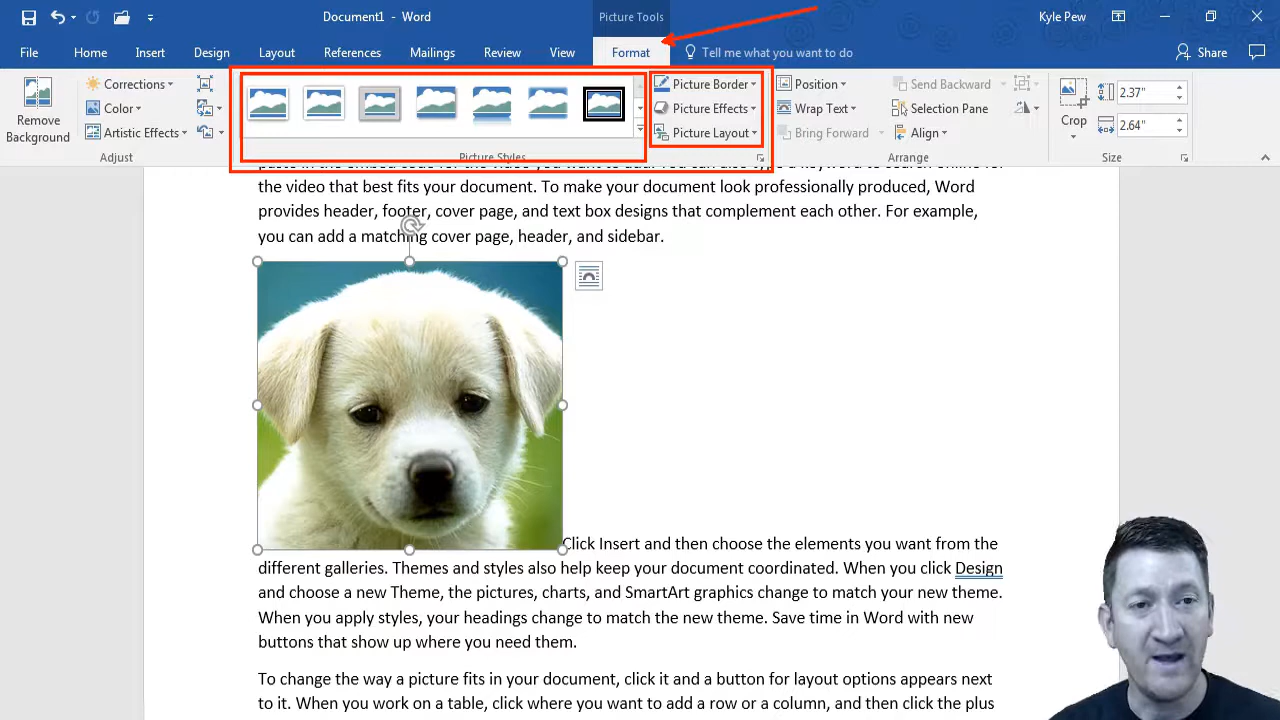 Document1 - Word
Picture Tools
Kyle Pew
File Home Insert Design Layout References Mailings Review View Format Tell me what you want to do Share
Remove Background
Corrections
Color
Artistic Effects
Adjust
Picture Styles
Picture Border
Picture Effects
Picture Layout
Position
Wrap Text
Bring Forward
Send Backward
Selection Pane
Align
Arrange
Crop
2.37"
2.64"
Size
the video that best fits your document. To make your document look professionally produced, Word
provides header, footer, cover page, and text box designs that complement each other. For example,
you can add a matching cover page, header, and sidebar.
Click Insert and then choose the elements you want from the
different galleries. Themes and styles also help keep your document coordinated. When you click Design
and choose a new Theme, the pictures, charts, and SmartArt graphics change to match your new theme.
When you apply styles, your headings change to match the new theme. Save time in Word with new
buttons that show up where you need them.
To change the way a picture fits in your document, click it and a button for layout options appears next
to it. When you work on a table, click where you want to add a row or a column, and then click the plus